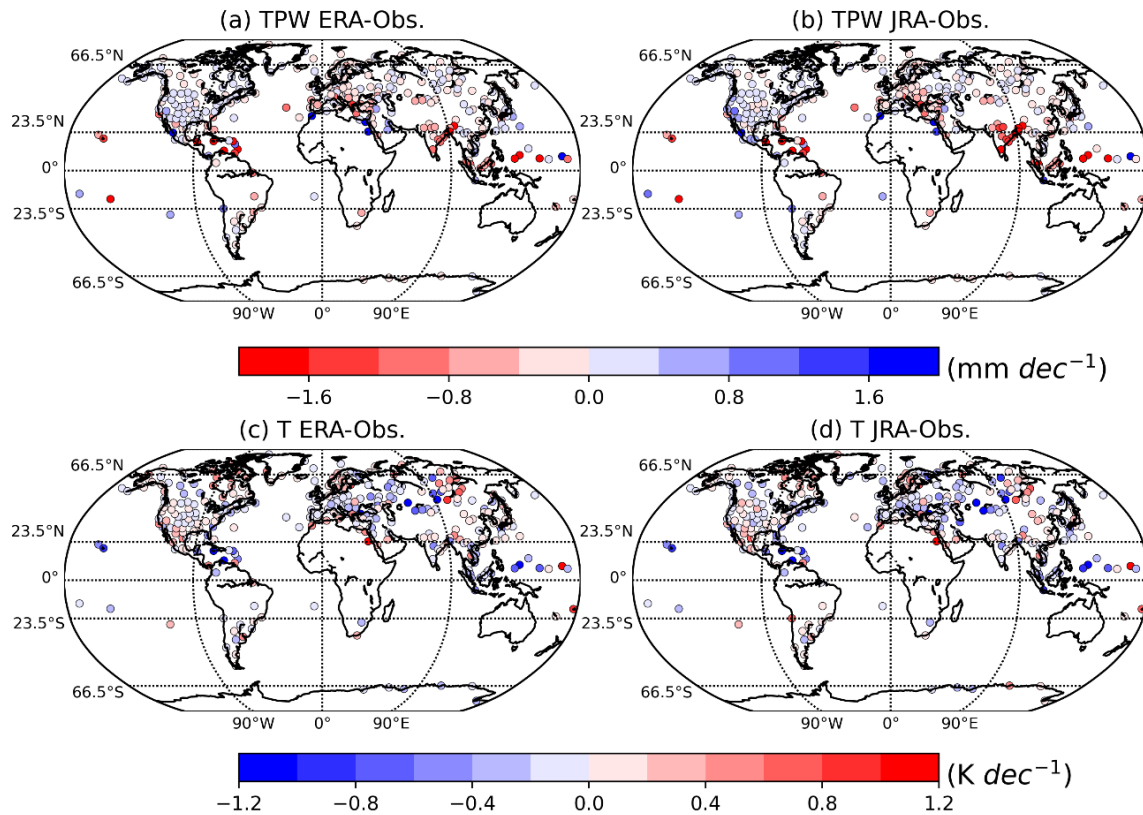 (a) TPW ERA-Obs.
(b) TPW JRA-Obs.
66.5°N
66.5°N
23.5°N
23.5°N
0°
0°
23.5°S
23.5°S
66.5°S
66.5°S
90°W 0° 90°E
90°W 0° 90°E
−1.6 −0.8 0.0 0.8 1.6
(mm dec⁻¹)
(c) T ERA-Obs.
(d) T JRA-Obs.
66.5°N
66.5°N
23.5°N
23.5°N
0°
0°
23.5°S
23.5°S
66.5°S
66.5°S
90°W 0° 90°E
90°W 0° 90°E
−1.2 −0.8 −0.4 0.0 0.4 0.8 1.2
(K dec⁻¹)